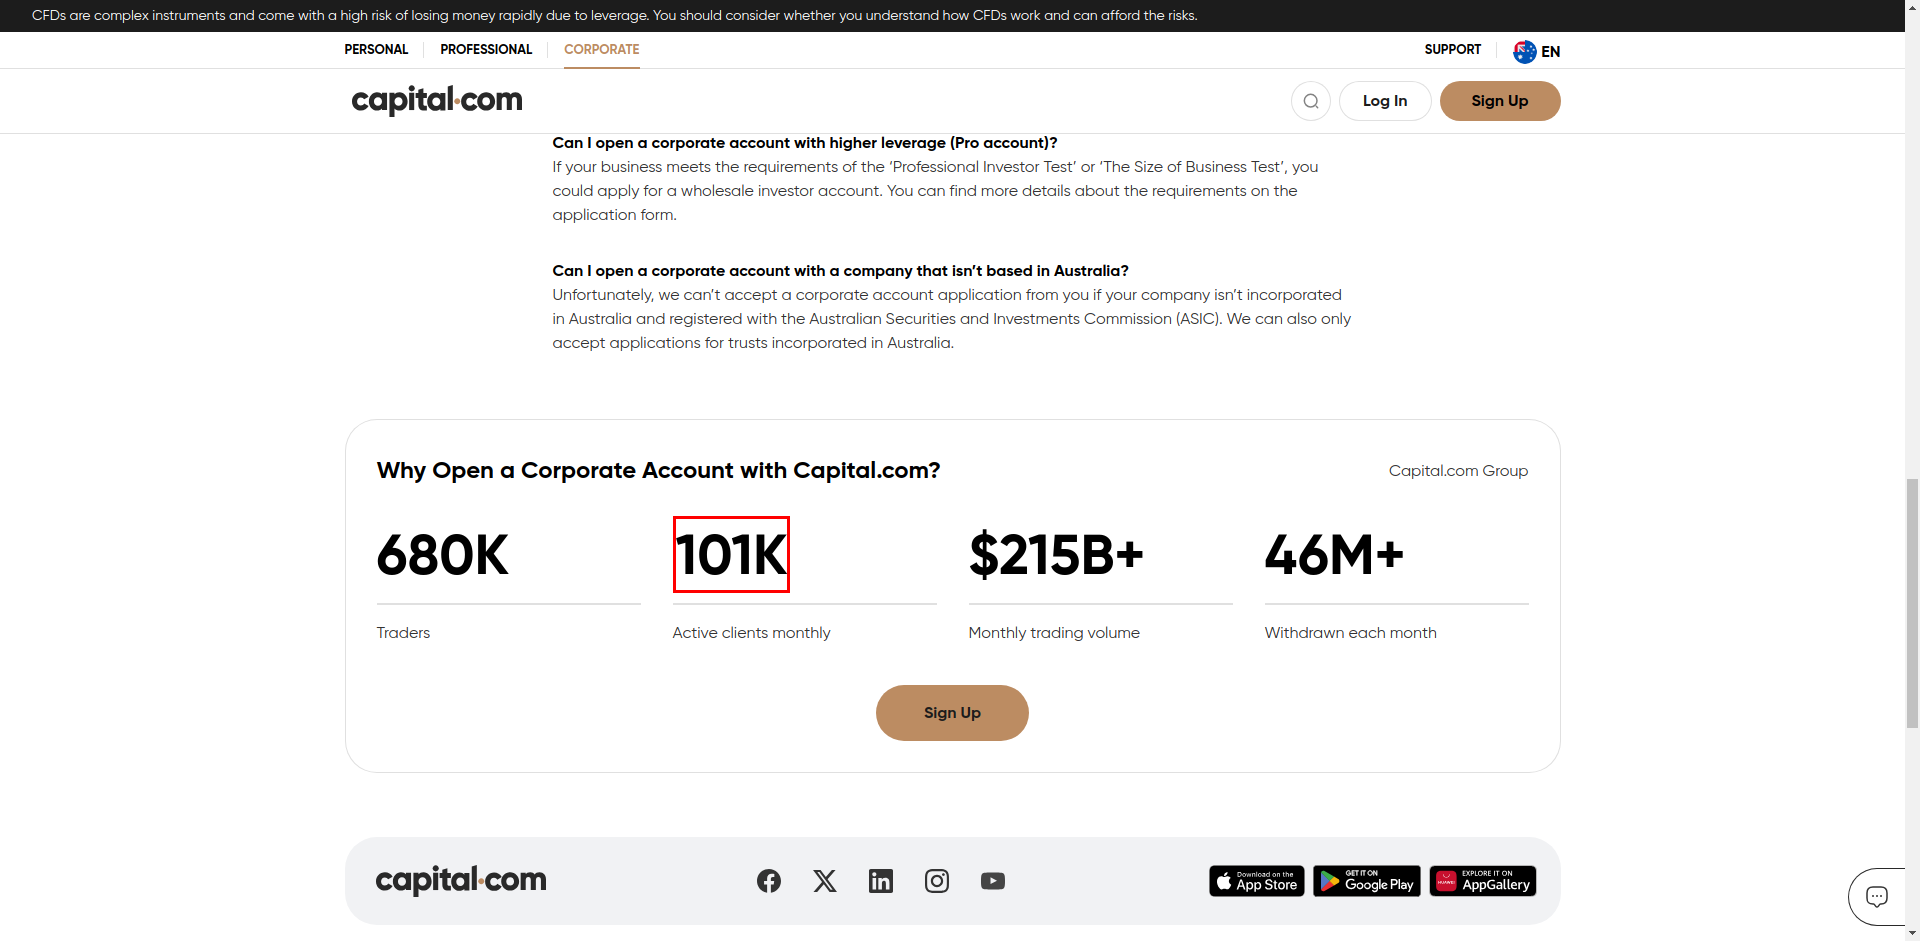 CFDs are complex instruments and come with a high risk of losing money rapidly due to leverage. You should consider whether you understand how CFDs work and can afford the risks.
PERSONAL PROFESSIONAL CORPORATE SUPPORT EN
capital.com Log In Sign Up
Can I open a corporate account with higher leverage (Pro account)?
If your business meets the requirements of the ‘Professional Investor Test’ or ‘The Size of Business Test’, you
could apply for a wholesale investor account. You can find more details about the requirements on the
application form.
Can I open a corporate account with a company that isn’t based in Australia?
Unfortunately, we can’t accept a corporate account application from you if your company isn’t incorporated
in Australia and registered with the Australian Securities and Investments Commission (ASIC). We can also only
accept applications for trusts incorporated in Australia.
Why Open a Corporate Account with Capital.com? Capital.com Group
680K 101K $215B+ 46M+
Traders Active clients monthly Monthly trading volume Withdrawn each month
Sign Up
capital.com
Download on the
App Store
GET IT ON
Google Play
HUAWEI
EXPLORE IT ON
AppGallery